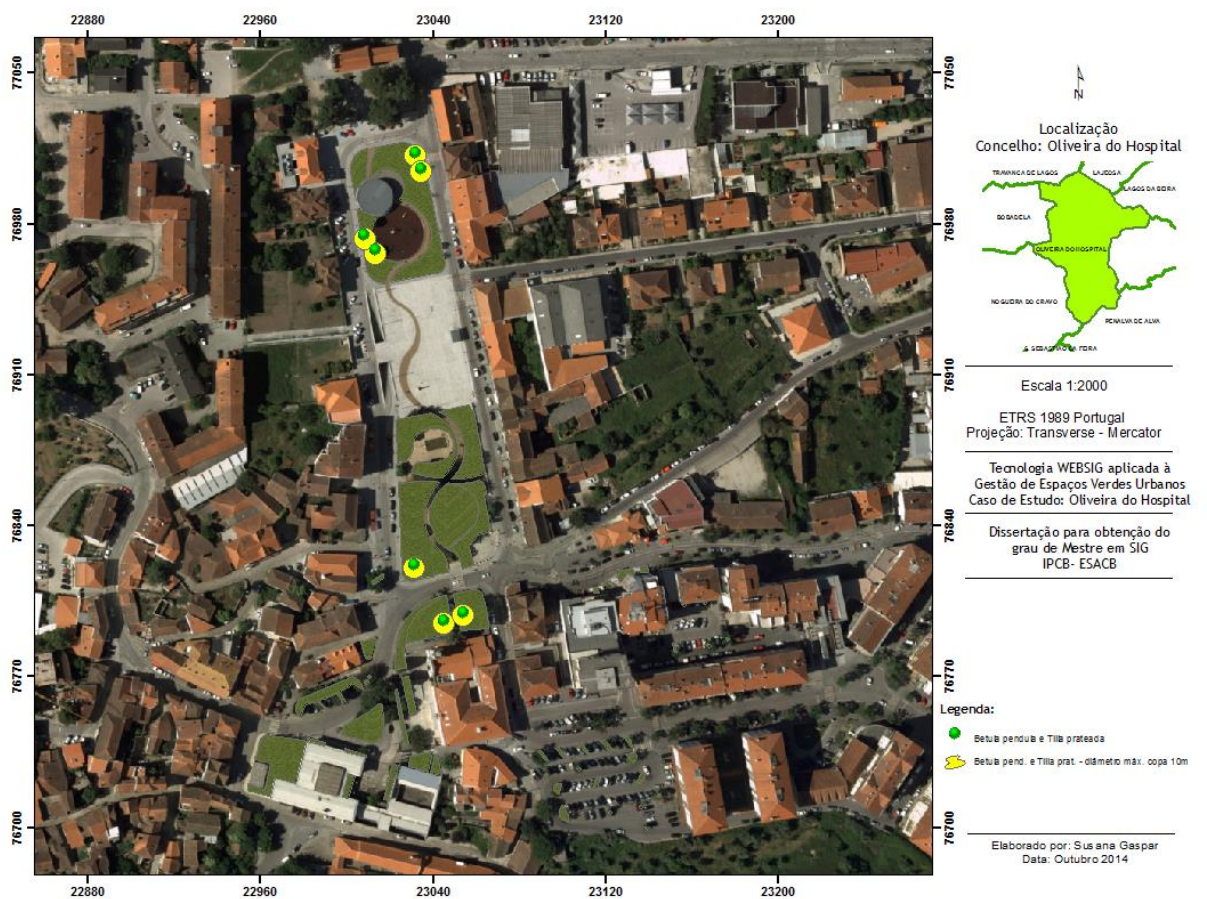 22880 22960 23040 23120 23200
77050
77050
76980
76980
76910
76910
76840
76840
76770
76770
76700
76700
22880 22960 23040 23120 23200
N
Localização
Concelho: Oliveira do Hospital
TRAVANCA DE LAGOS
LAJEOSA
LAGOS DA BEIRA
BOBADELA
OLIVEIRA DO HOSPITAL
NOGUEIRA DO CRAVO
PENALVA DE ALVA
S. SEBASTIAO DA FEIRA
Escala 1:2000
ETRS 1989 Portugal
Projeção: Transverse - Mercator
Tecnologia WEBSIG aplicada à
Gestão de Espaços Verdes Urbanos
Caso de Estudo: Oliveira do Hospital
Dissertação para obtenção do
grau de Mestre em SIG
IPCB- ESACB
Legenda:
Betula pendula e Tilia prateada
Betula pend. e Tilia prat. - diâmetro máx. copa 10m
Elaborado por: Susana Gaspar
Data: Outubro 2014